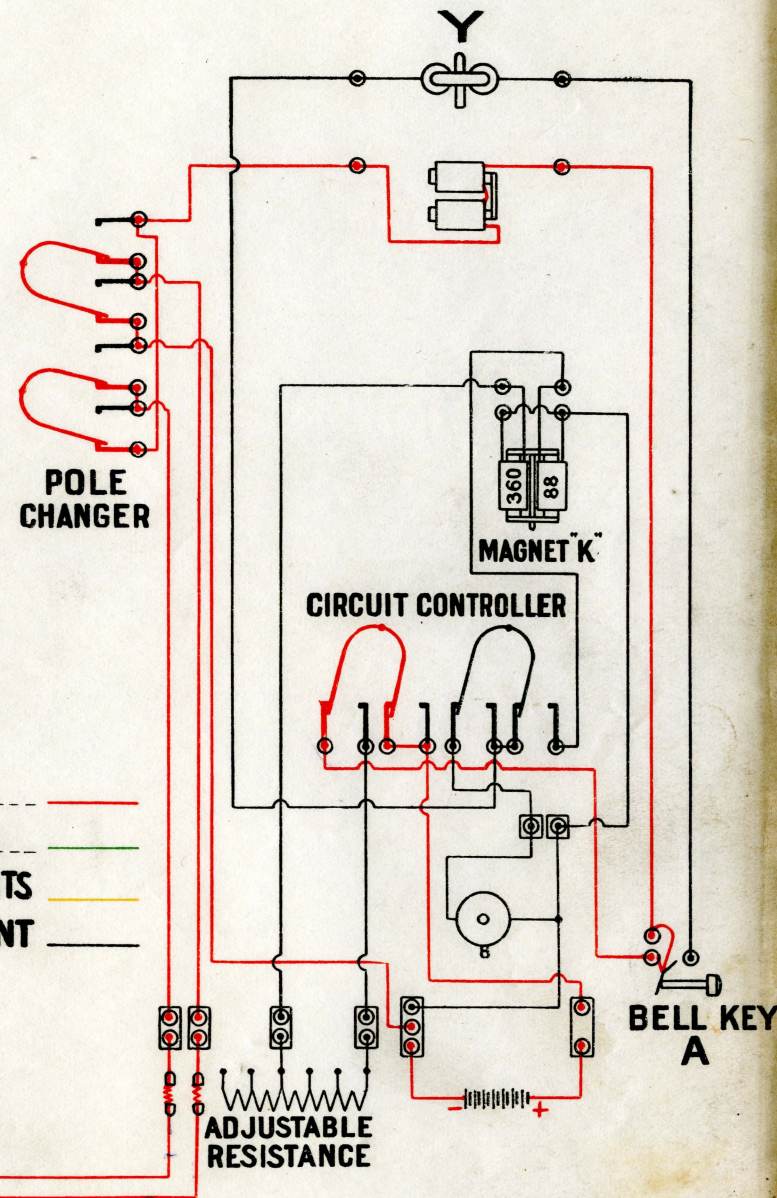 Y
POLE
CHANGER
360
88
MAGNET "K"
CIRCUIT CONTROLLER
TS
NT
B
BELL KEY
A
- +
ADJUSTABLE
RESISTANCE